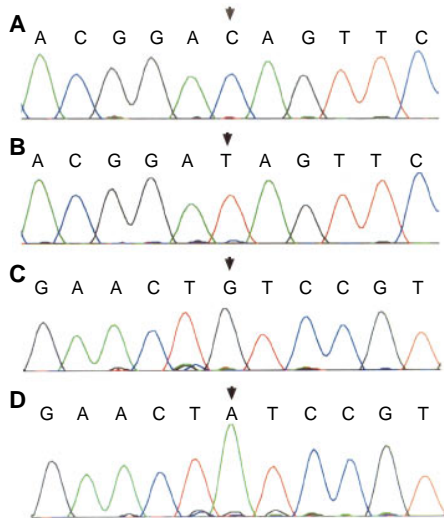 A
A C G G A C A G T T C
B
A C G G A T A G T T C
C
G A A C T G T C C G T
D
G A A C T A T C C G T